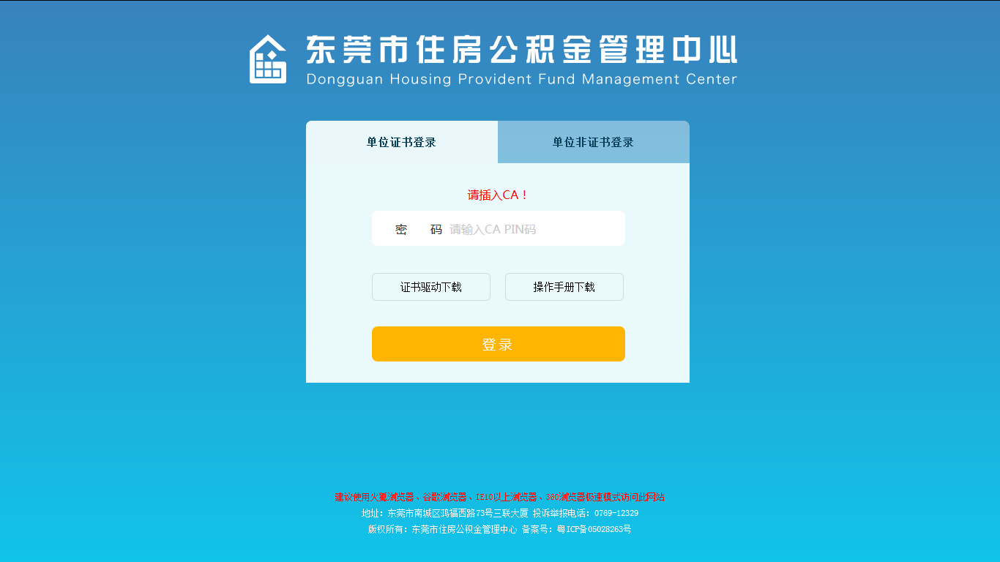 东莞市住房公积金管理中心
Dongguan Housing Provident Fund Management Center
单位证书登录 单位非证书登录
请插入CA！
密 码 请输入CA PIN码
证书驱动下载 操作手册下载
登录
建议使用火狐浏览器、谷歌浏览器、IE10以上浏览器、360浏览器极速模式访问此网站
地址：东莞市南城区鸿福西路73号三联大厦 投诉举报电话：0769-12329
版权所有：东莞市住房公积金管理中心 备案号：粤ICP备05028263号